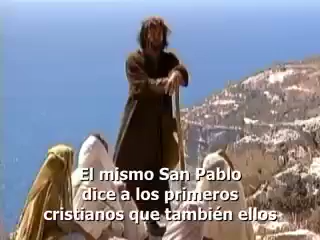 El mismo San Pablo
dice a los primeros
cristianos que también ellos